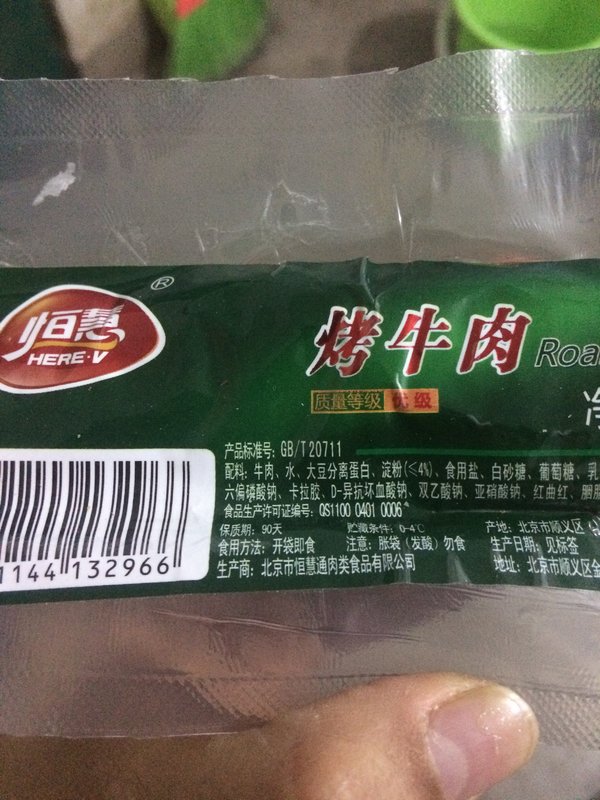 恒慧
®
HERE·V
烤牛肉 Roa
质量等级 优级
净
产品标准号: GB/T20711
配料: 牛肉、水、大豆分离蛋白、淀粉(≤4%)、食用盐、白砂糖、葡萄糖、乳
六偏磷酸钠、卡拉胶、D-异抗坏血酸钠、双乙酸钠、亚硝酸钠、红曲红、胭脂
食品生产许可证编号: QS1100 0401 0006
保质期: 90天 贮藏条件: 0-4℃ 产地: 北京市顺义区
食用方法: 开袋即食 注意: 胀袋(发酸)勿食 生产日期: 见标签
生产商: 北京市恒慧通肉类食品有限公司 地址: 北京市顺义区金
1144 132966